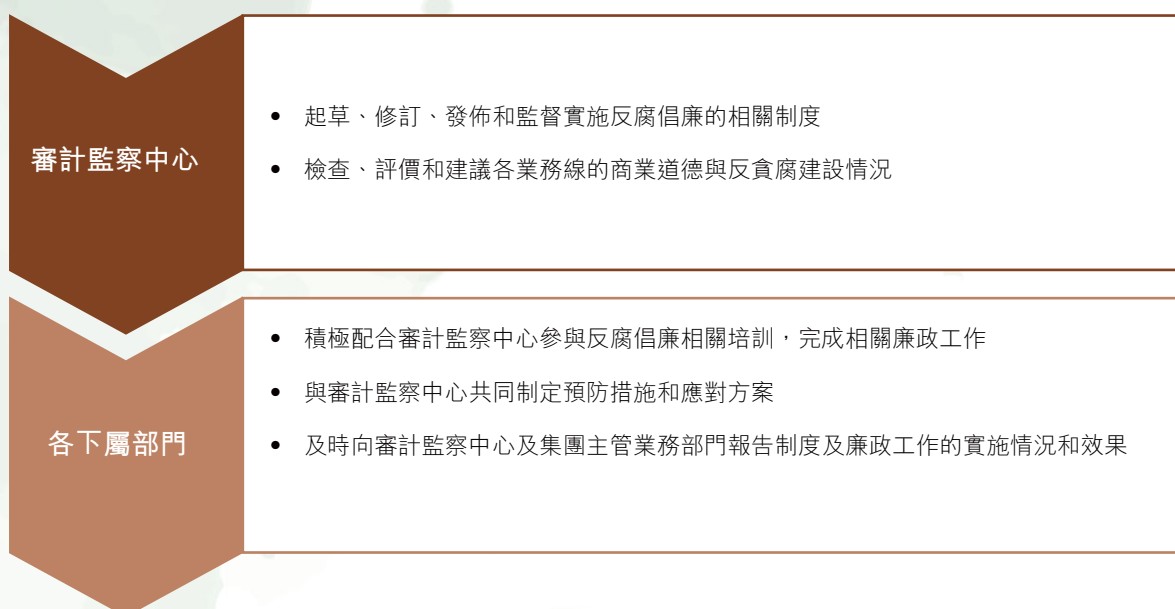 審計監察中心
• 起草、修訂、發佈和監督實施反腐倡廉的相關制度
• 檢查、評價和建議各業務線的商業道德與反貪腐建設情況
各下屬部門
• 積極配合審計監察中心參與反腐倡廉相關培訓，完成相關廉政工作
• 與審計監察中心共同制定預防措施和應對方案
• 及時向審計監察中心及集團主管業務部門報告制度及廉政工作的實施情況和效果